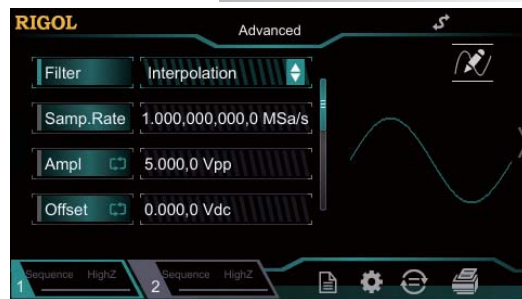 RIGOL
Advanced
Filter Interpolation
Samp.Rate 1.000,000,000,0 MSa/s
Ampl 5.000,0 Vpp
Offset 0.000,0 Vdc
1 Sequence HighZ
2 Sequence HighZ